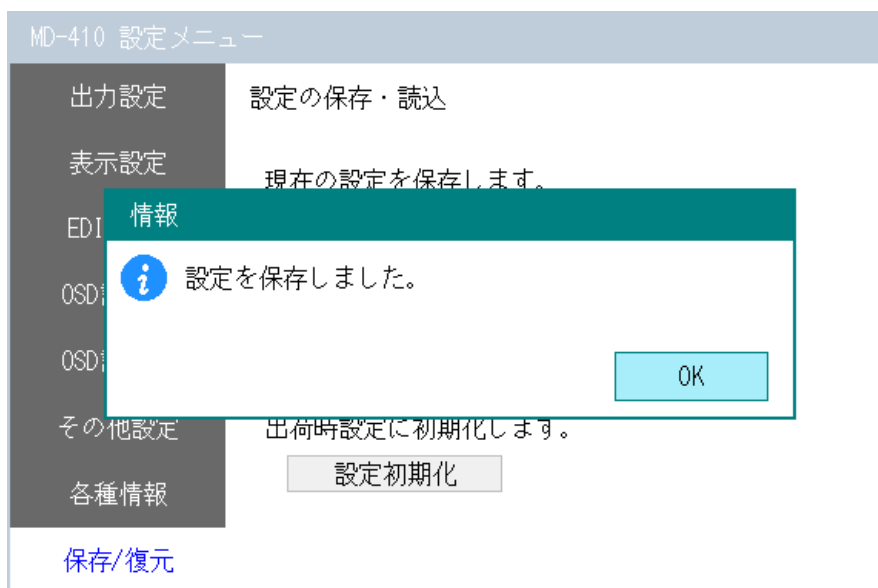 MD-410 設定メニュー
出力設定
設定の保存・読込
表示設定
現在の設定を保存します。
EDI
情報
設定を保存しました。
OSD
OSD
OK
その他設定
出荷時設定に初期化します。
設定初期化
各種情報
保存/復元